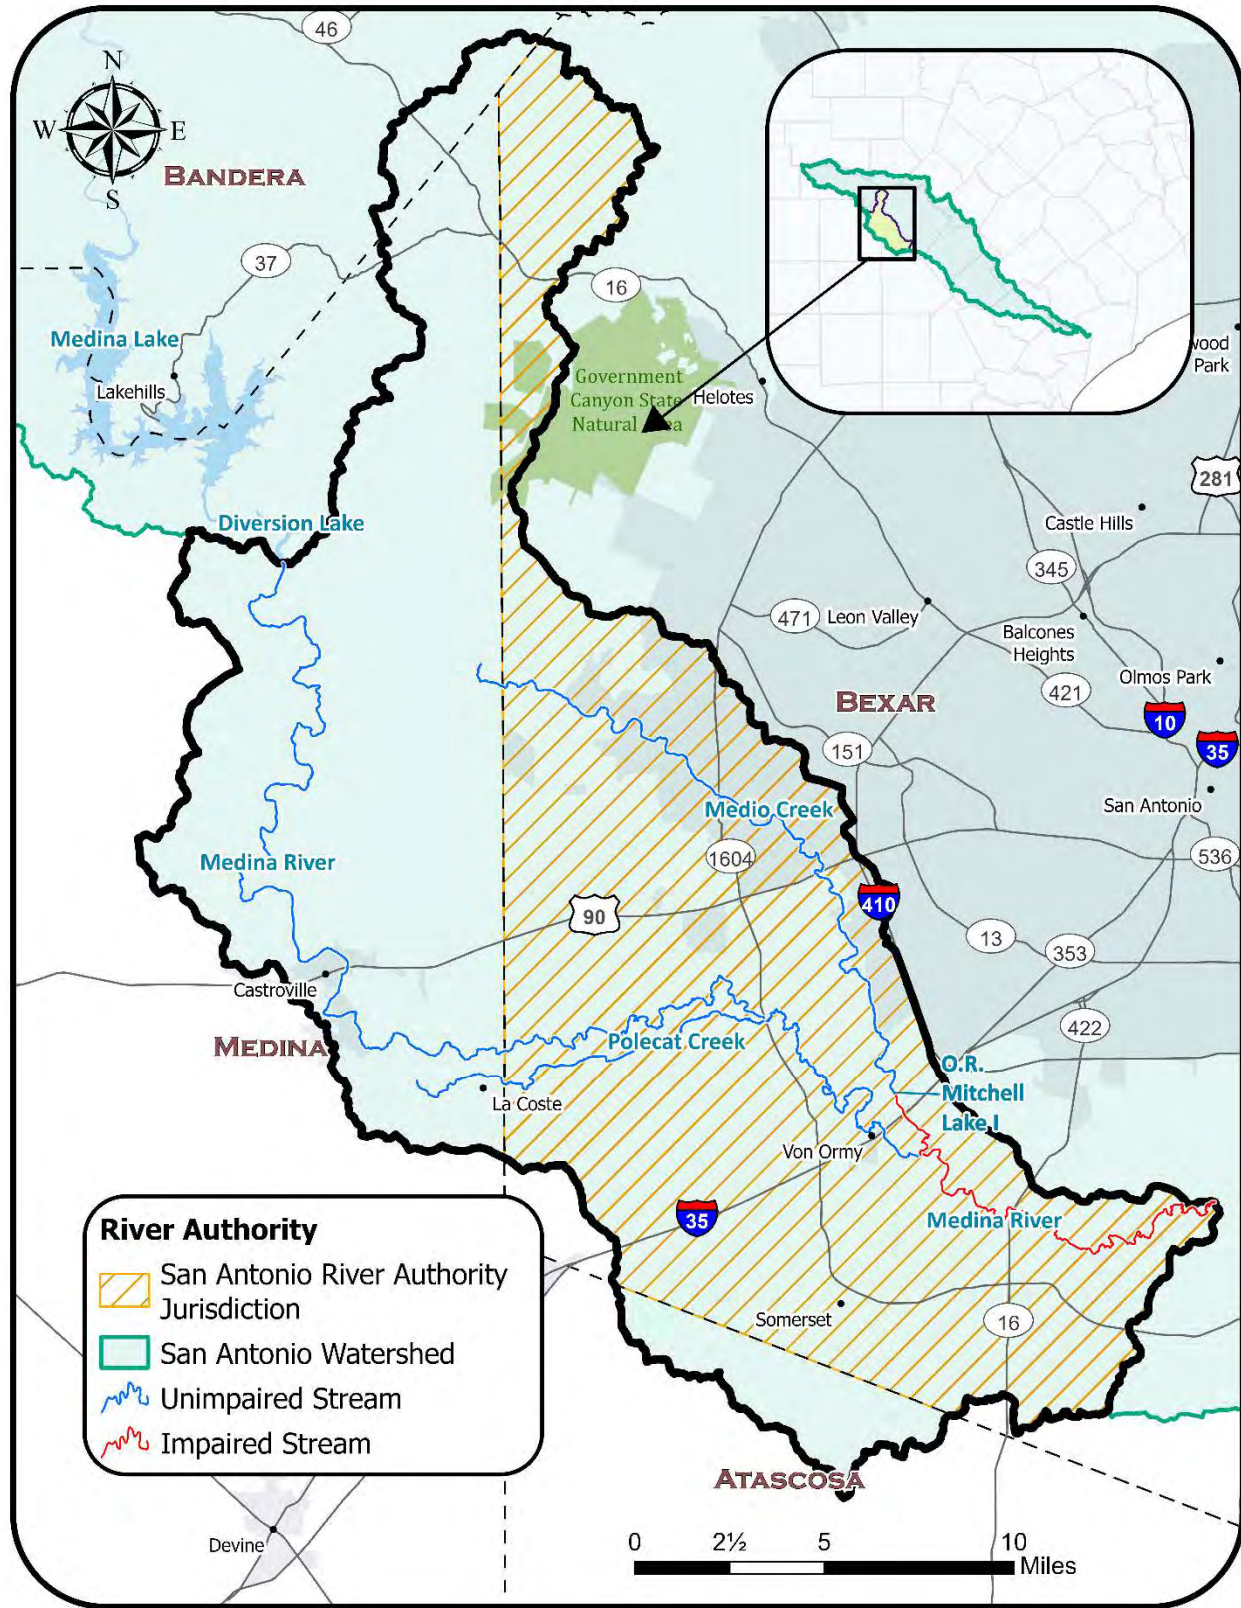 46
N
W
E
S
BANDERA
37
16
Medina Lake
Lakehills
Government
Canyon State
Natural
Helotes
wood
Park
281
Diversion Lake
Castle Hills
345
471
Leon Valley
Balcones
Heights
421
Olmos Park
BEXAR
10
35
151
San Antonio
Medio Creek
1604
536
Medina River
90
410
13
353
Castroville
422
MEDINA
Polecat Creek
O.R.
Mitchell
Lake I
La Coste
Von Ormy
35
Medina River
Somerset
16
River Authority
San Antonio River Authority
Jurisdiction
San Antonio Watershed
Unimpaired Stream
Impaired Stream
ATASCOSA
Devine
0 2½ 5 10
Miles